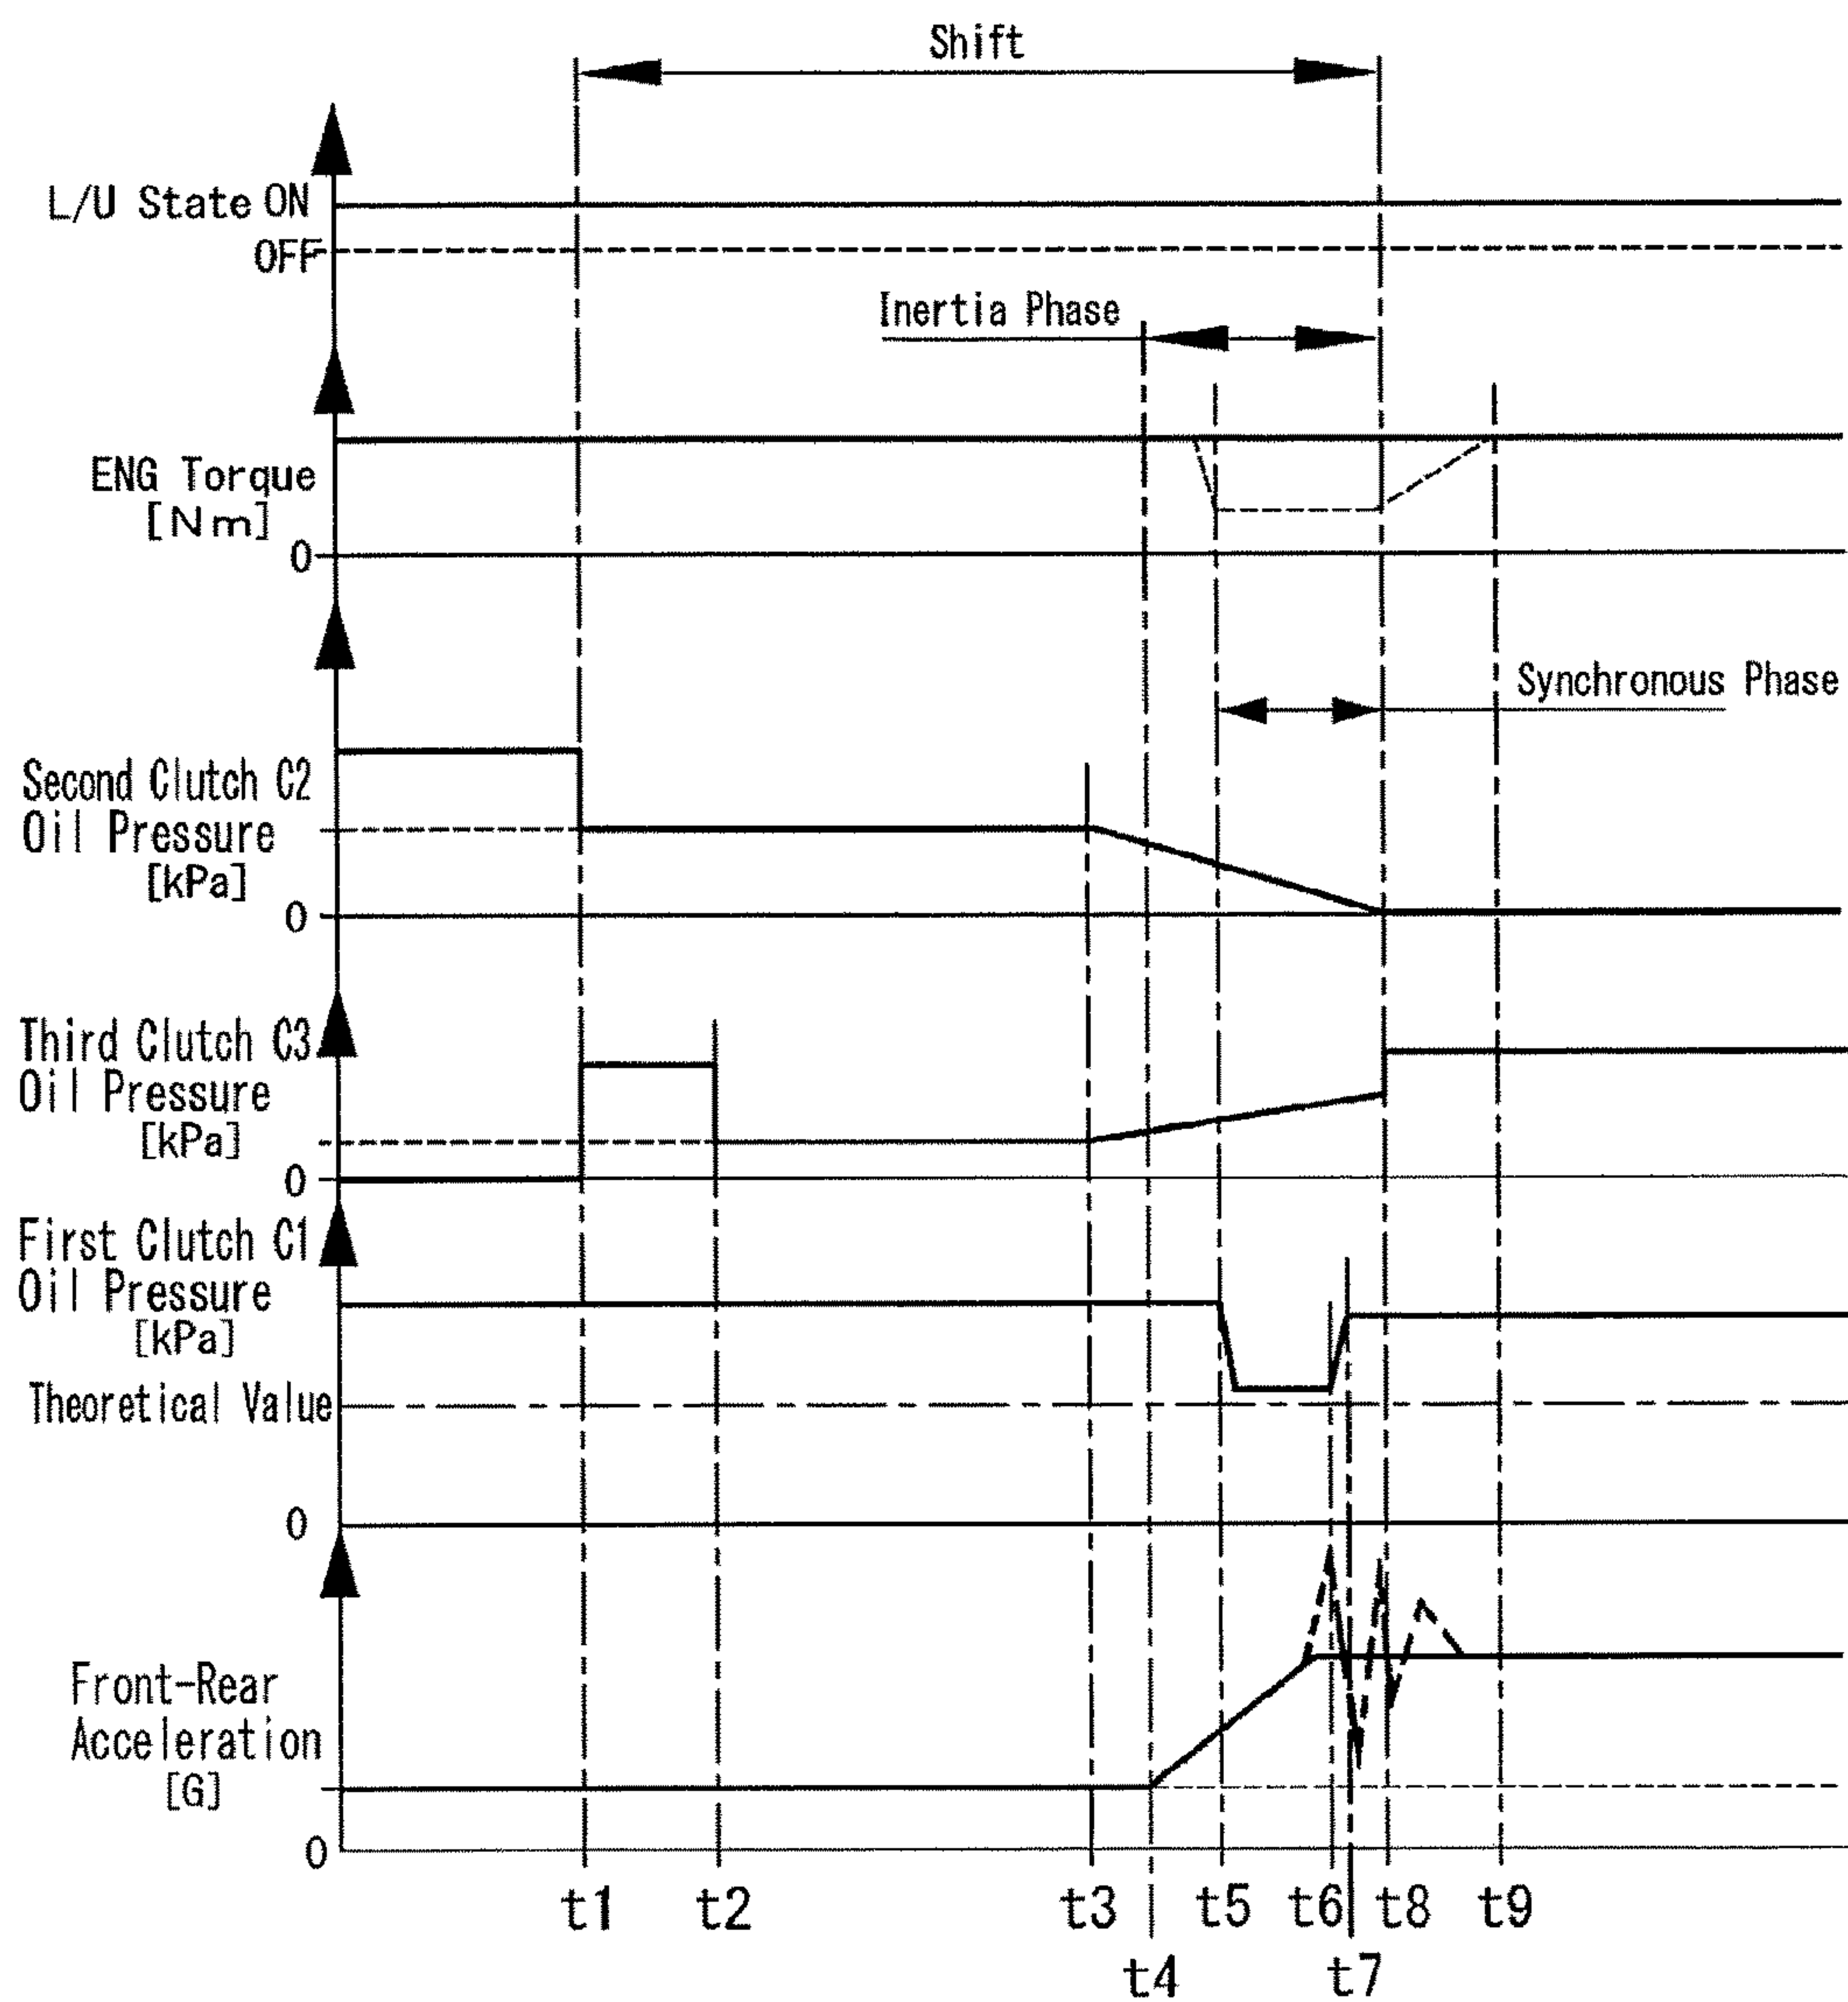 Shift
L/U State ON
OFF
Inertia Phase
ENG Torque
[Nm]
0
Synchronous Phase
Second Clutch C2
Oil Pressure
[kPa]
0
Third Clutch C3
Oil Pressure
[kPa]
0
First Clutch C1
Oil Pressure
[kPa]
Theoretical Value
0
Front-Rear
Acceleration
[G]
0
t1 t2 t3 t5 t6 t8 t9
t4 t7